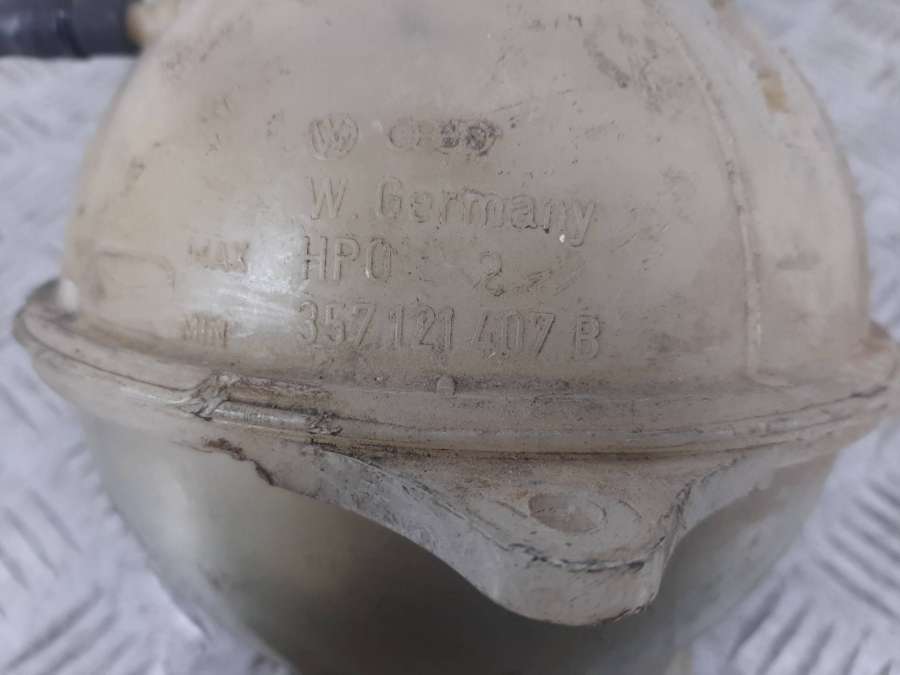 W. Germany
MAX HPO 2
MIN 357 121 407 B